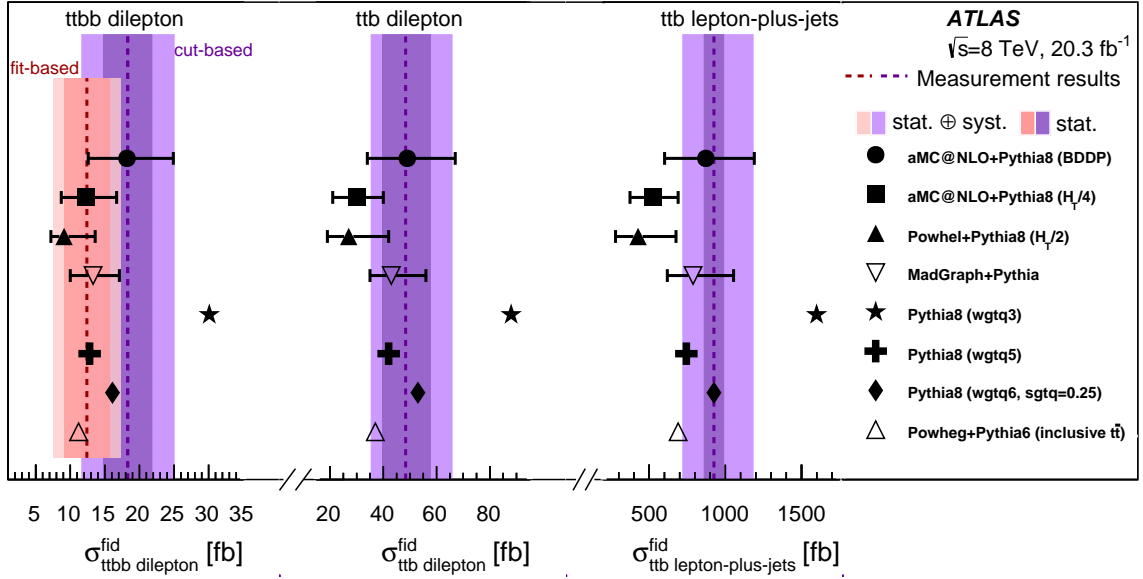 ttbb dilepton
ttb dilepton
ttb lepton-plus-jets
ATLAS
√s=8 TeV, 20.3 fb⁻¹
cut-based
fit-based
Measurement results
stat. ⊕ syst.
stat.
aMC@NLO+Pythia8 (BDDP)
aMC@NLO+Pythia8 (H_T/4)
Powhel+Pythia8 (H_T/2)
MadGraph+Pythia
Pythia8 (wgtq3)
Pythia8 (wgtq5)
Pythia8 (wgtq6, sgtq=0.25)
Powheg+Pythia6 (inclusive tt̄)
5 10 15 20 25 30 35
20 40 60 80
500 1000 1500
σ^fid_ttbb dilepton [fb]
σ^fid_ttb dilepton [fb]
σ^fid_ttb lepton-plus-jets [fb]